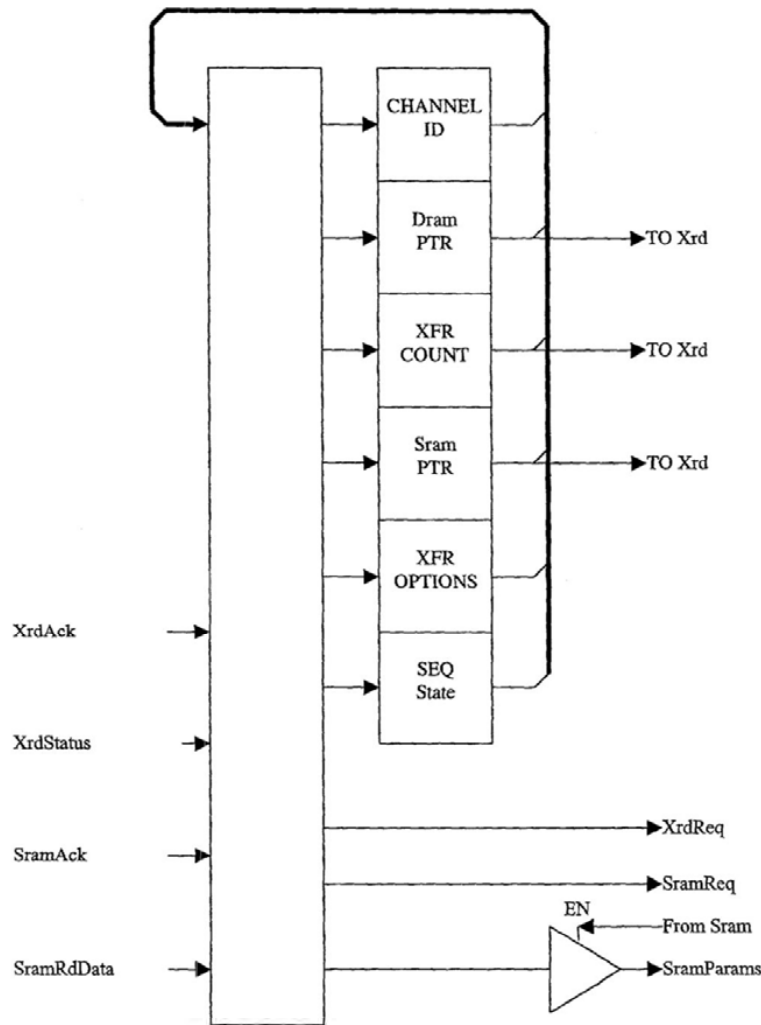 CHANNEL
ID
Dram
PTR
TO Xrd
XFR
COUNT
TO Xrd
Sram
PTR
TO Xrd
XFR
OPTIONS
XrdAck
SEQ
State
XrdStatus
XrdReq
SramAck
SramReq
EN
From Sram
SramRdData
SramParams